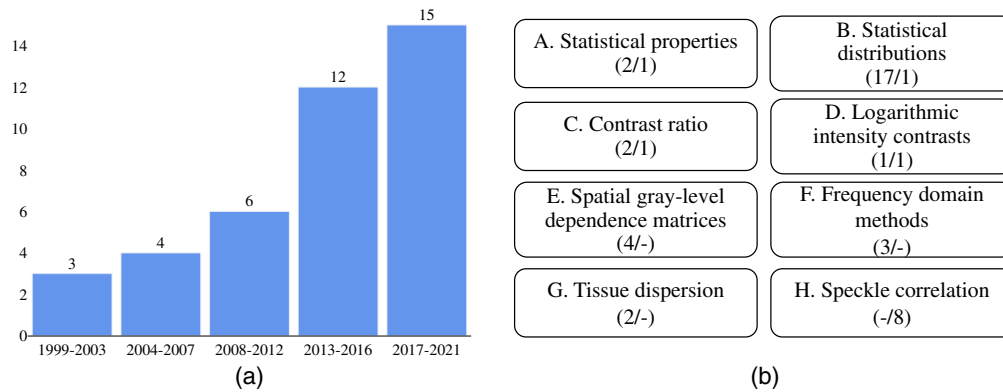 15
14
12
12
10
8
6
6
4
4
3
2
0
1999-2003 2004-2007 2008-2012 2013-2016 2017-2021
(a)
A. Statistical properties
(2/1)
B. Statistical
distributions
(17/1)
C. Contrast ratio
(2/1)
D. Logarithmic
intensity contrasts
(1/1)
E. Spatial gray-level
dependence matrices
(4/-)
F. Frequency domain
methods
(3/-)
G. Tissue dispersion
(2/-)
H. Speckle correlation
(-/8)
(b)